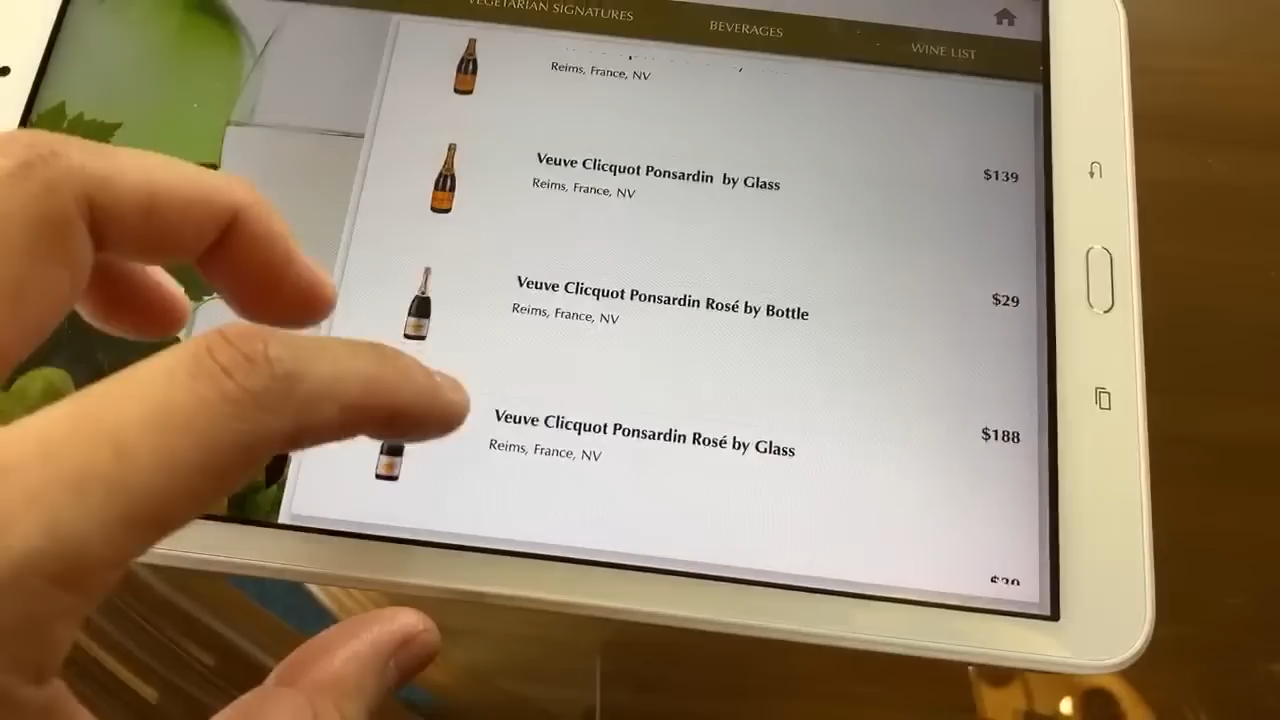 VEGETARIAN SIGNATURES
BEVERAGES
WINE LIST
Reims, France, NV
Veuve Clicquot Ponsardin by Glass
$139
Reims, France, NV
Veuve Clicquot Ponsardin Rosé by Bottle
$29
Reims, France, NV
Veuve Clicquot Ponsardin Rosé by Glass
$188
Reims, France, NV